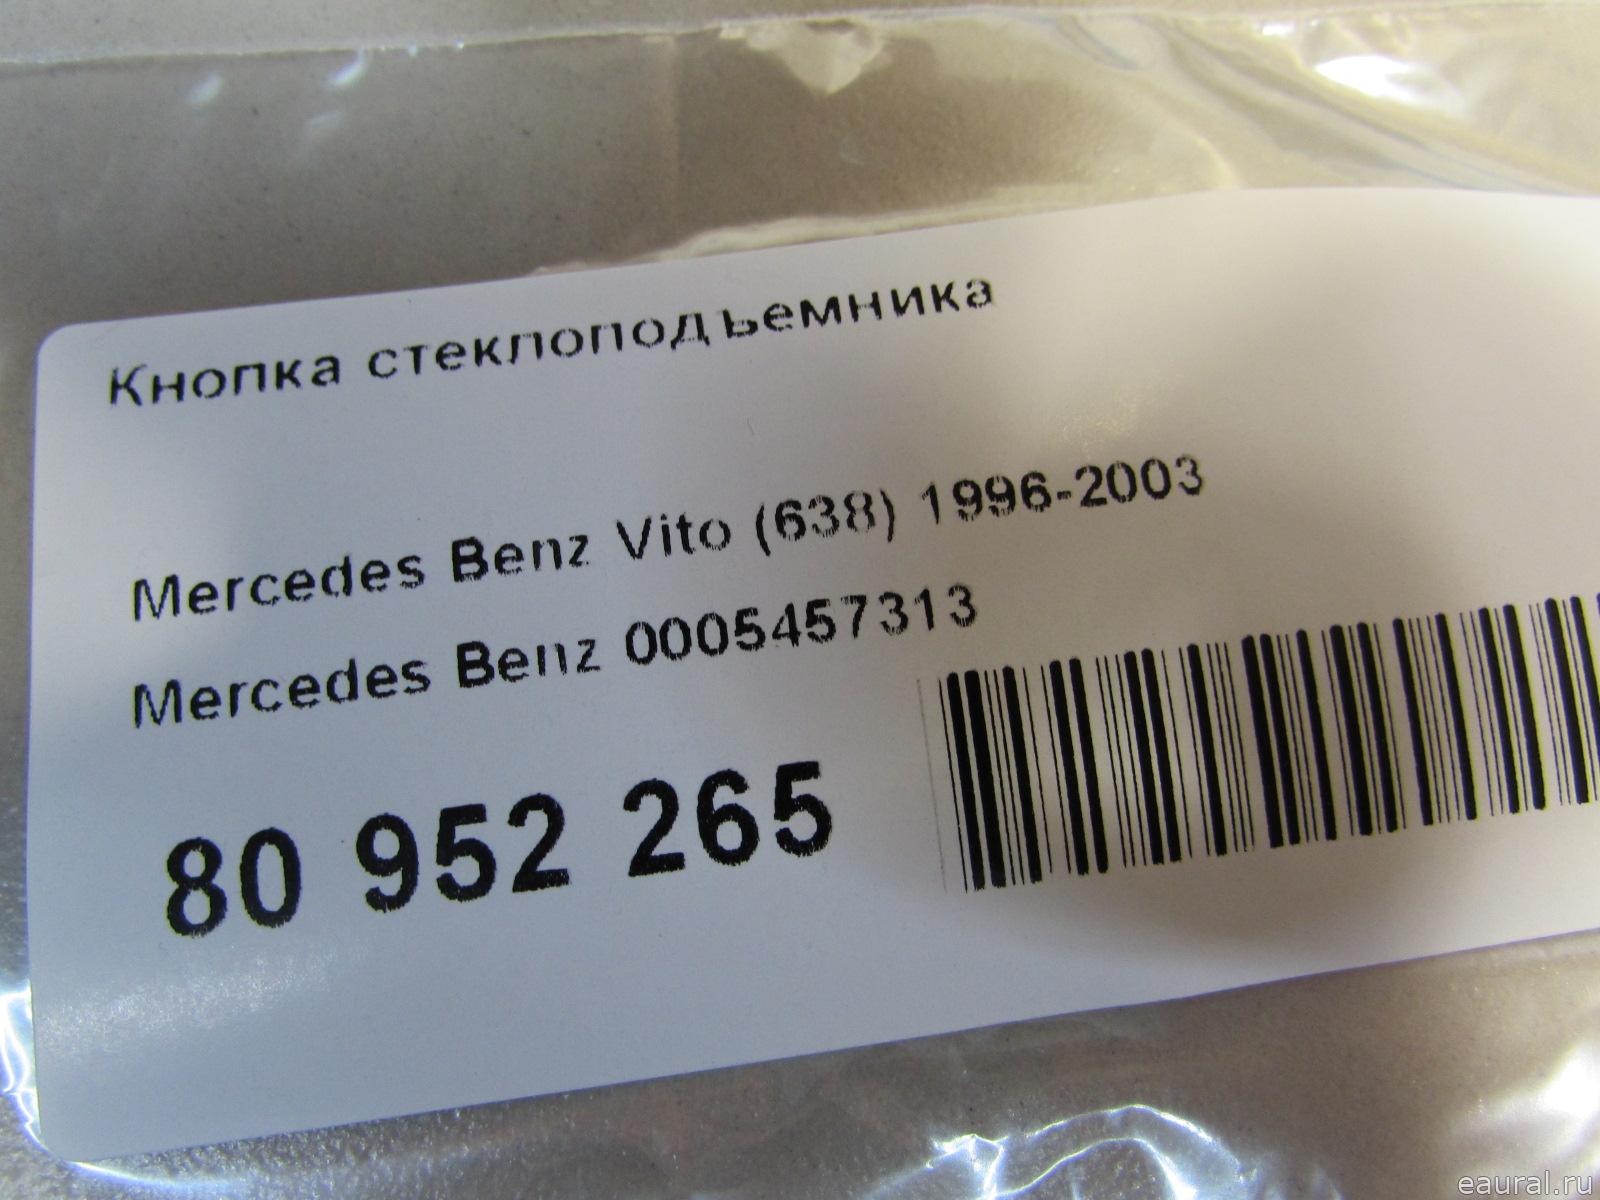 Кнопка стеклоподъемника
Mercedes Benz Vito (638) 1996-2003
Mercedes Benz 0005457313
80 952 265
eaural.ru